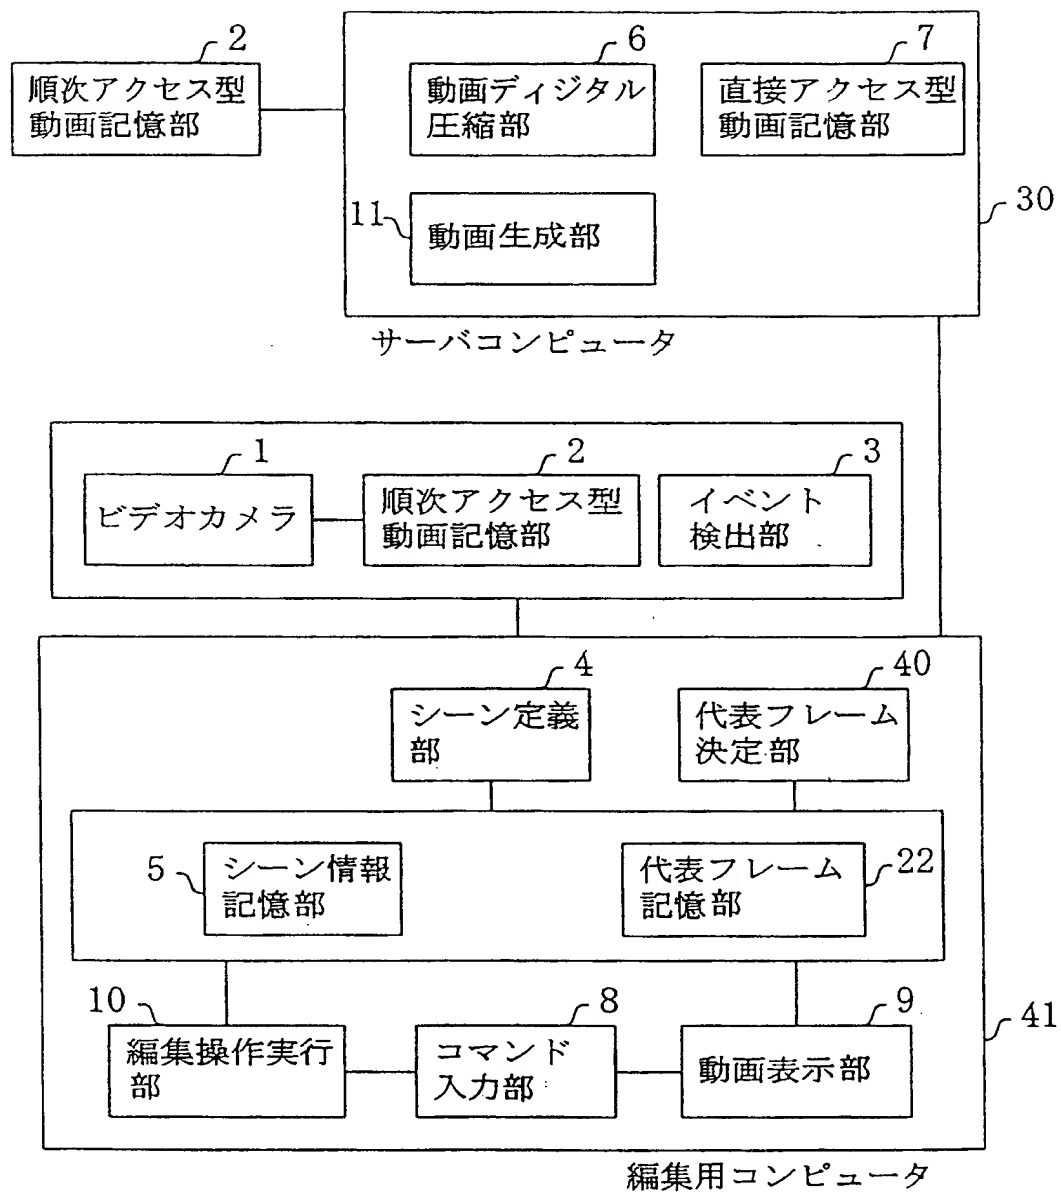 2
順次アクセス型
動画記憶部
6
動画ディジタル
圧縮部
7
直接アクセス型
動画記憶部
11
動画生成部
30
サーバコンピュータ
1
ビデオカメラ
2
順次アクセス型
動画記憶部
3
イベント
検出部
4
シーン定義
部
40
代表フレーム
決定部
5
シーン情報
記憶部
代表フレーム
記憶部
22
10
編集操作実行
部
8
コマンド
入力部
9
動画表示部
41
編集用コンピュータ